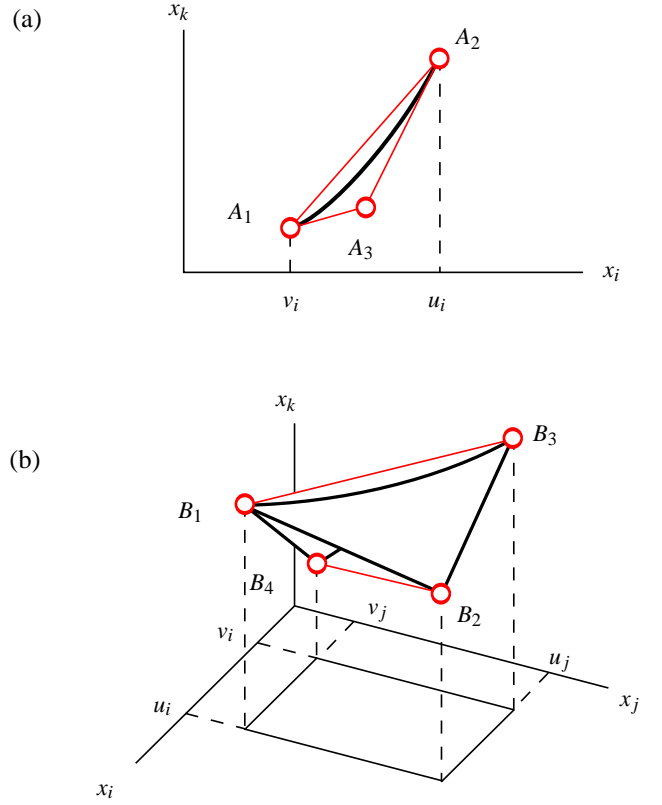 (a)
x_k
A_2
A_1
A_3
x_i
v_i
u_i
x_k
(b)
B_3
B_1
B_4
v_j
B_2
v_i
u_j
u_i
x_j
x_i